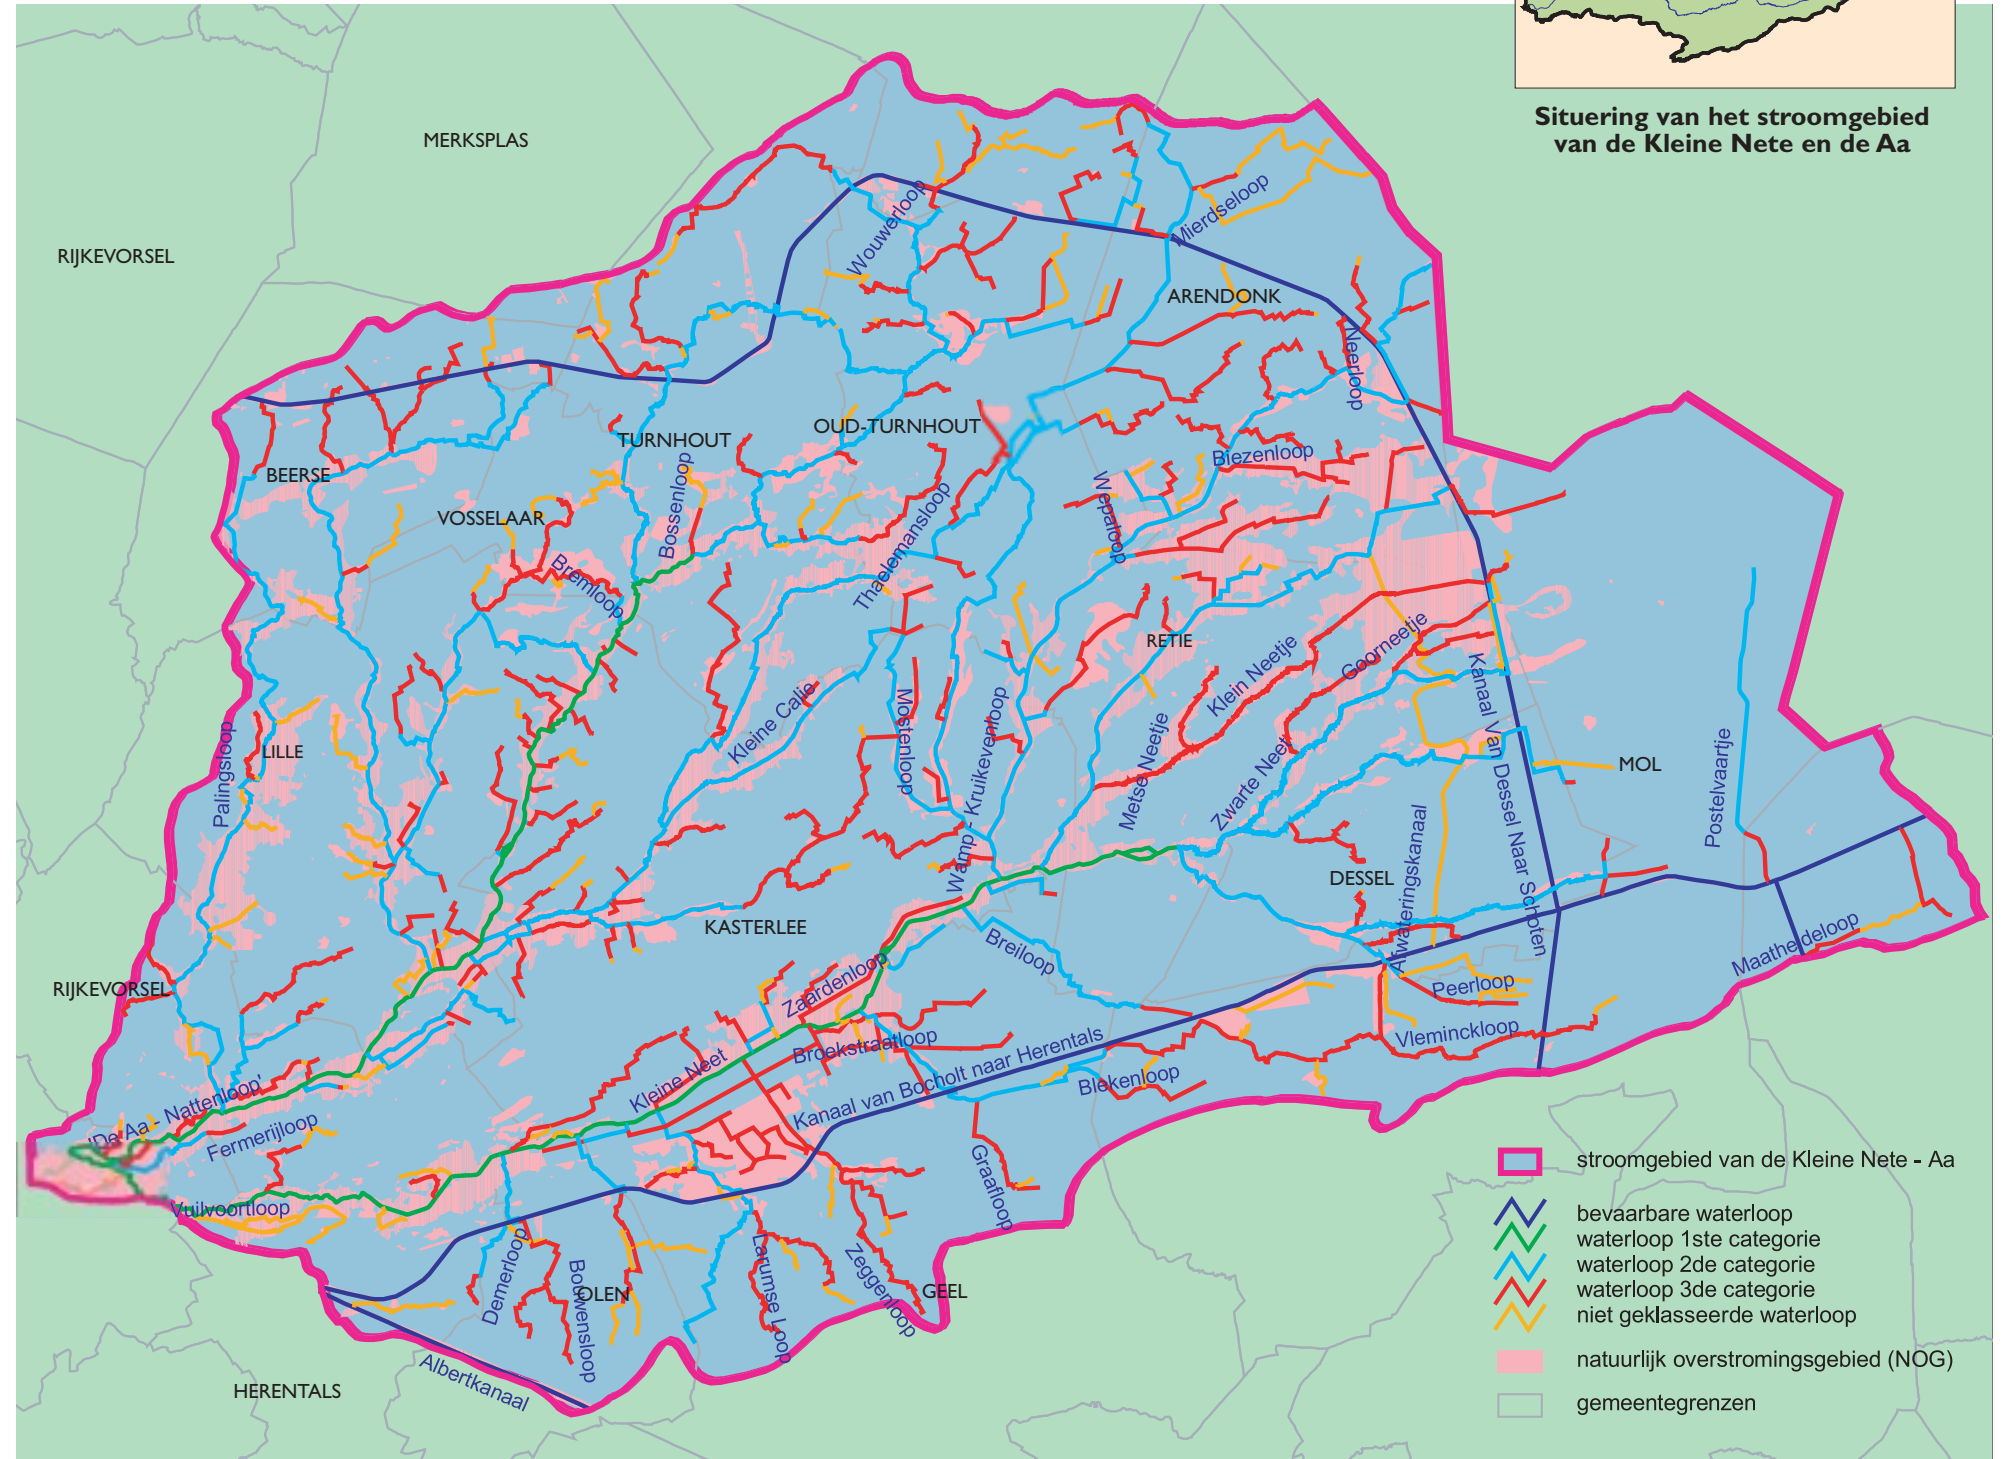 Situering van het stroomgebied
van de Kleine Nete en de Aa
MERKSPLAS
RIJKEVORSEL
Wouwerloop
Mierdseloop
ARENDONK
Neerloop
OUD-TURNHOUT
TURNHOUT
BEERSE
Biezenloop
VOSSELAAR
Bossenloop
Wepaloop
Thaelemansloop
Bremloop
RETIE
Klein Neetje
Goorneetje
Kanaal Van Dessel Naar Schoten
Palingsloop
LILLE
Kleine Calie
Mostenloop
Wamp - Kruikevenloop
Metse Neetje
Zwarte Neet
MOL
Postelvaartje
DESSEL
Afwateringskanaal
KASTERLEE
Breiloop
Maatheideloop
RIJKEVORSEL
Zaardenloop
Peerloop
Vleminckloop
Broekstraatloop
Kleine Neet
Kanaal van Bocholt naar Herentals
Blekenloop
'De Aa - Nattenloop'
Fermerijloop
Graafloop
Vuilvoortloop
Demerloop
Bouwensloop
OLEN
Larumse Loop
Zeggenloop
GEEL
Albertkanaal
HERENTALS
stroomgebied van de Kleine Nete - Aa
bevaarbare waterloop
waterloop 1ste categorie
waterloop 2de categorie
waterloop 3de categorie
niet geklasseerde waterloop
natuurlijk overstromingsgebied (NOG)
gemeentegrenzen